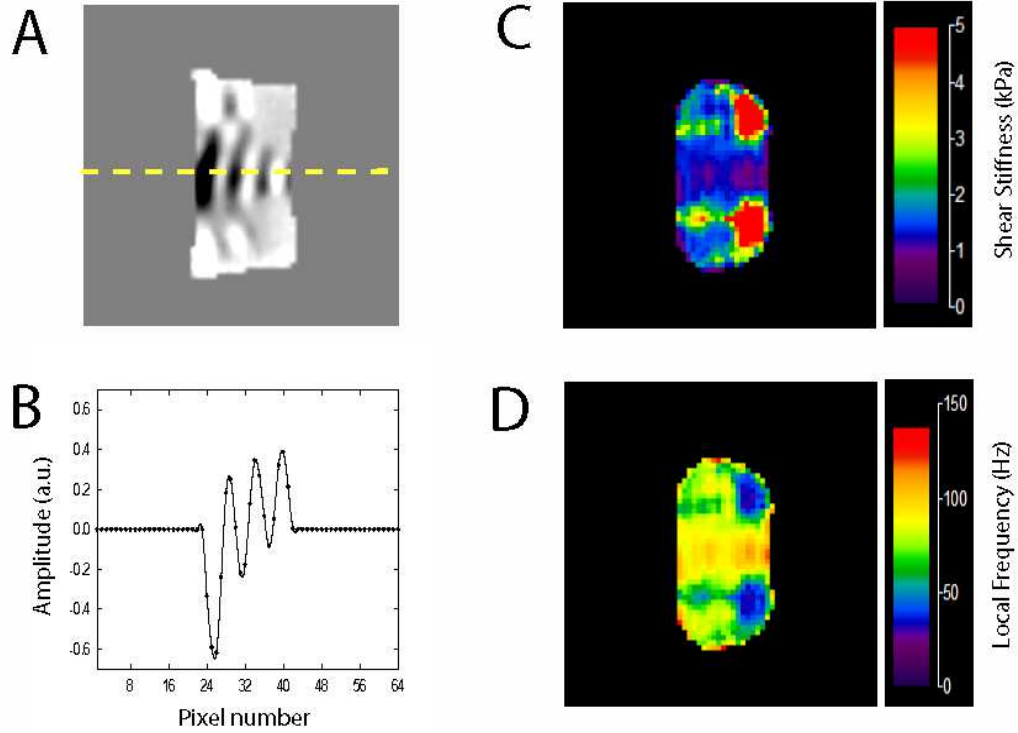 A
C
5
4
3
2
1
0
Shear Stiffness (kPa)
B
0.6
0.4
0.2
0.0
-0.2
-0.4
-0.6
8 16 24 32 40 48 56 64
Amplitude (a.u.)
Pixel number
D
150
100
50
0
Local Frequency (Hz)